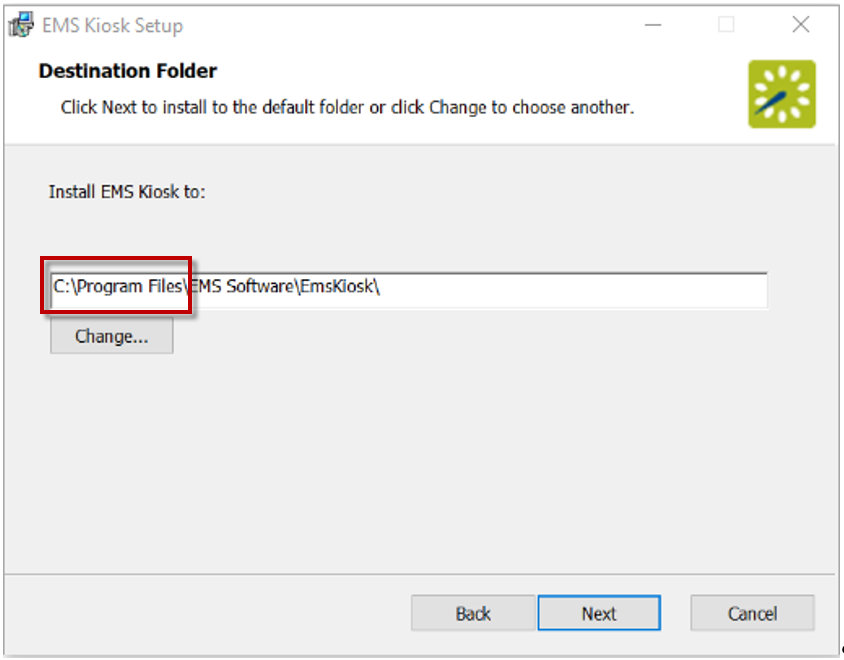 EMS Kiosk Setup
Destination Folder
Click Next to install to the default folder or click Change to choose another.
Install EMS Kiosk to:
C:\Program Files\EMS Software\EmsKiosk\
Change...
Back Next Cancel